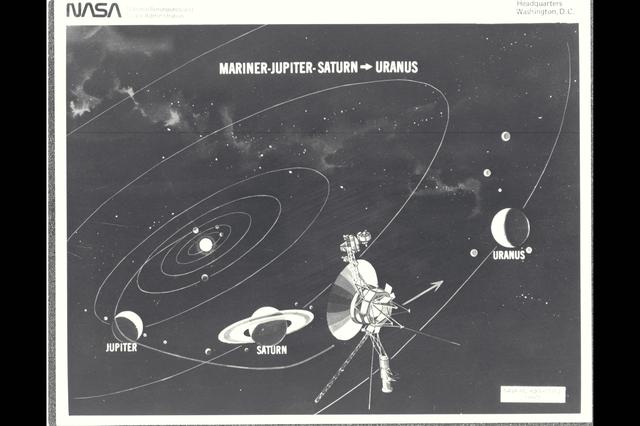 NASA
Headquarters
Washington, D.C.
MARINER-JUPITER-SATURN → URANUS
URANUS
JUPITER
SATURN